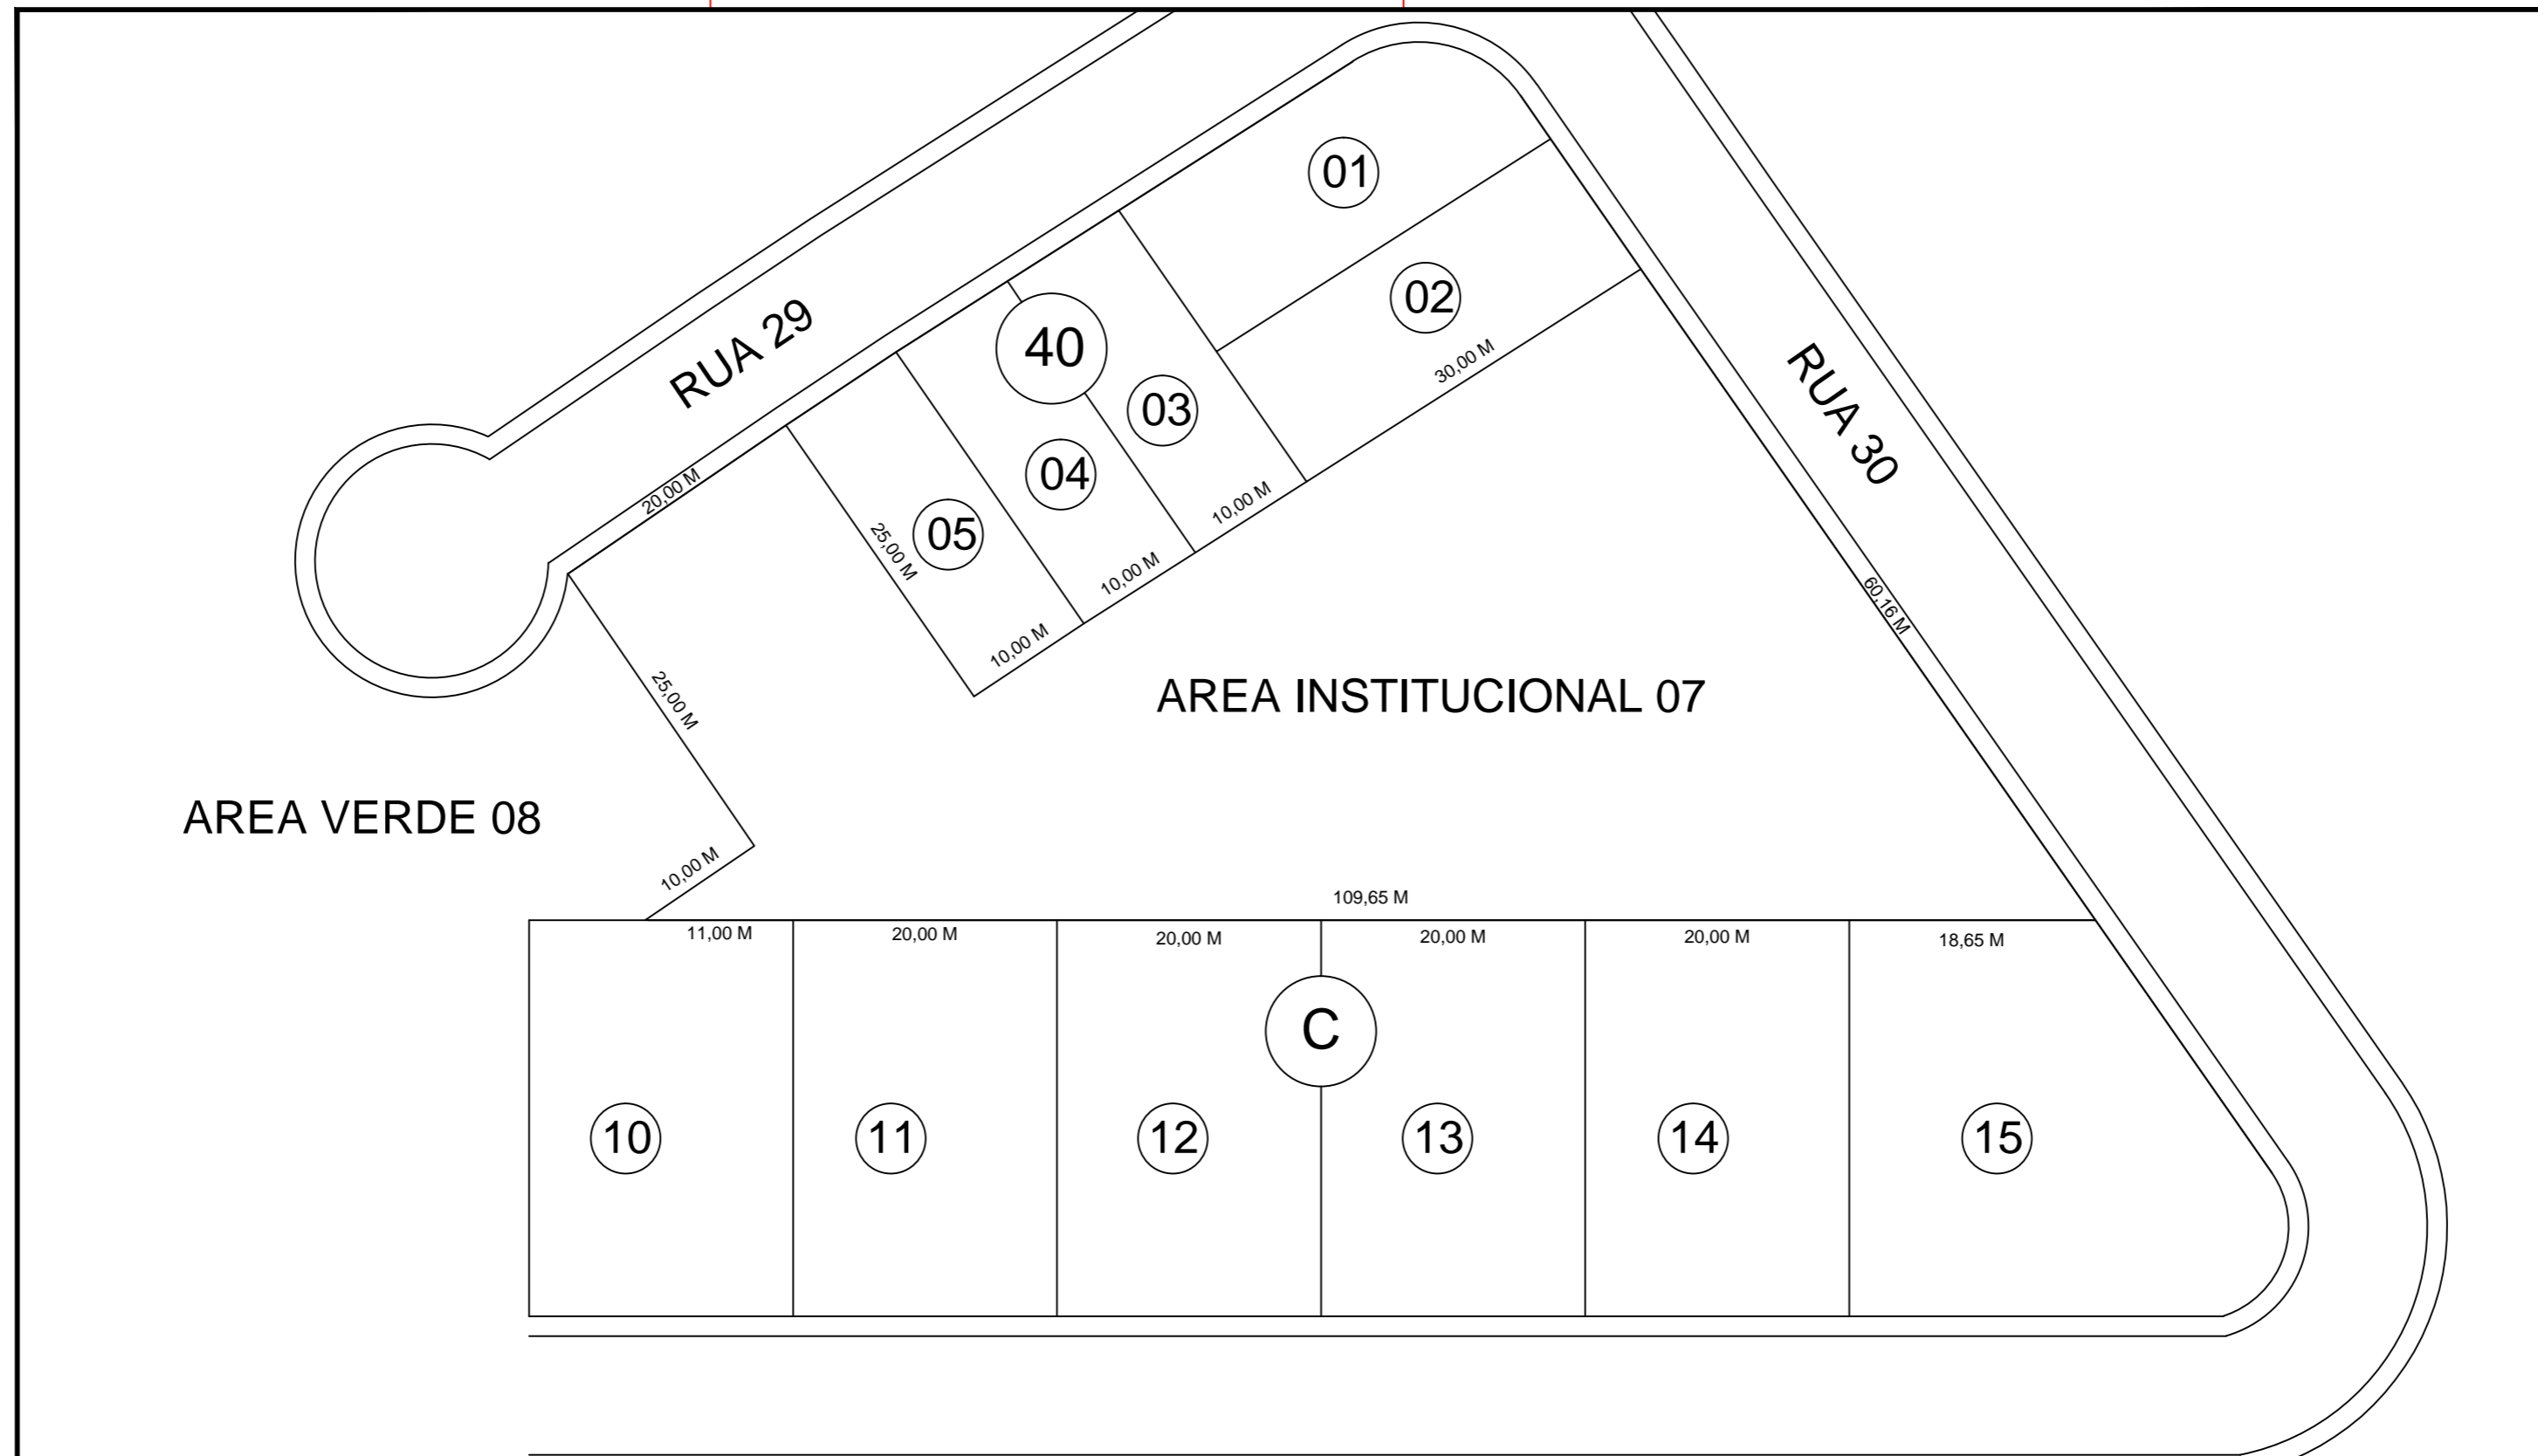 01
02
RUA 29
40
30,00 M
RUA 30
03
04
20,00 M
10,00 M
05
25,00 M
10,00 M
60,16 M
10,00 M
25,00 M
AREA INSTITUCIONAL 07
AREA VERDE 08
10,00 M
109,65 M
11,00 M
20,00 M
20,00 M
20,00 M
20,00 M
18,65 M
C
10
11
12
13
14
15